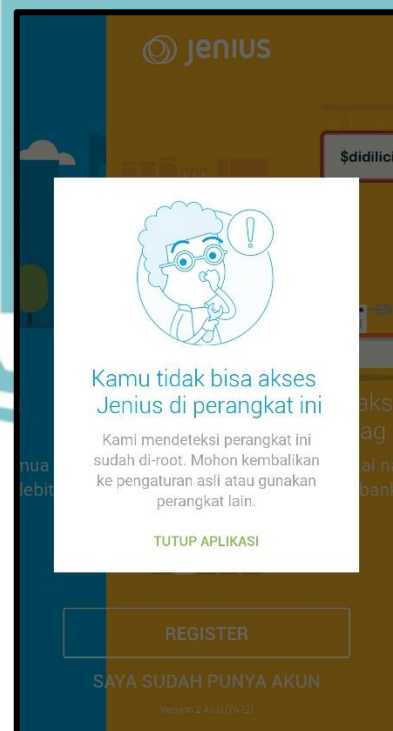 jenius
$didilici
Kamu tidak bisa akses
Jenius di perangkat ini
Kami mendeteksi perangkat ini
sudah di-root. Mohon kembalikan
ke pengaturan asli atau gunakan
perangkat lain.
TUTUP APLIKASI
REGISTER
SAYA SUDAH PUNYA AKUN